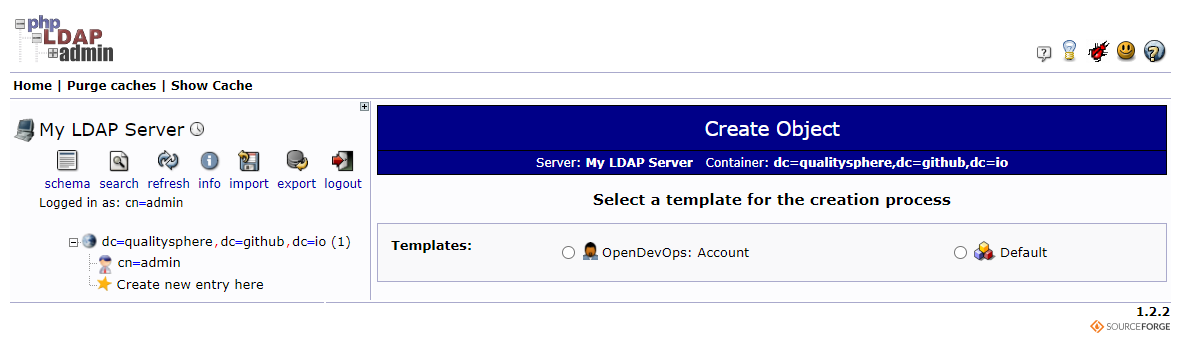 php
LDAP
admin
Home | Purge caches | Show Cache
My LDAP Server
schema search refresh info import export logout
Logged in as: cn=admin
dc=qualitysphere,dc=github,dc=io (1)
cn=admin
Create new entry here
Create Object
Server: My LDAP Server Container: dc=qualitysphere,dc=github,dc=io
Select a template for the creation process
Templates:
OpenDevOps: Account
Default
1.2.2
SOURCEFORGE